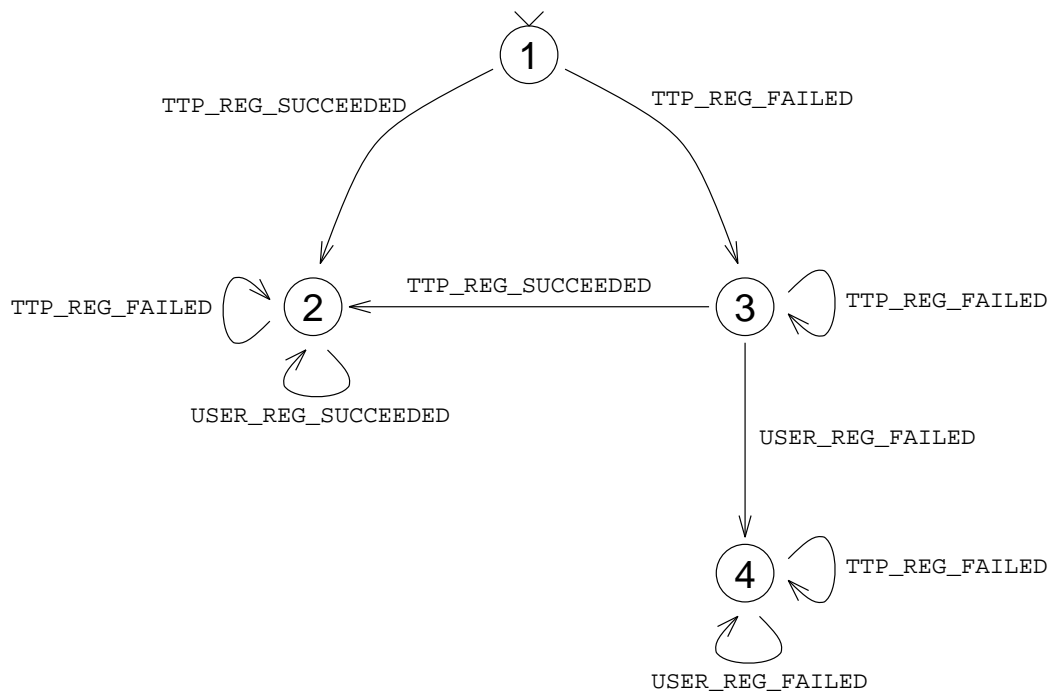 1
TTP_REG_SUCCEEDED
TTP_REG_FAILED
TTP_REG_FAILED
2
TTP_REG_SUCCEEDED
3
TTP_REG_FAILED
USER_REG_SUCCEEDED
USER_REG_FAILED
4
TTP_REG_FAILED
USER_REG_FAILED